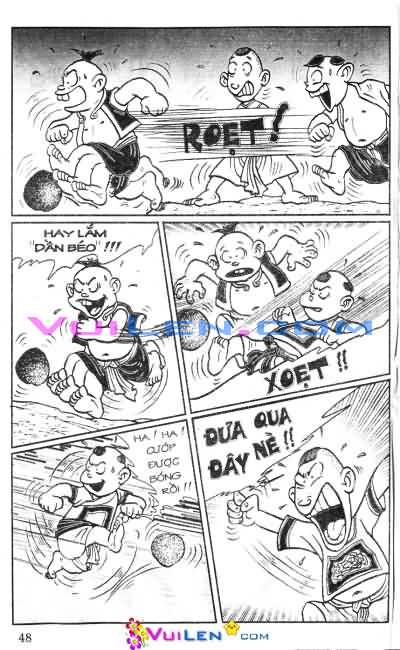 ROẸT!
HAY LẮM
"DẦN BÉO" !!!
XOẸT !!
VUILEN.COM
HA! HA!
CƯỚP
ĐƯỢC
BÓNG
RỒI !!
ĐƯA QUA
ĐÂY NÈ !!
48
VUILEN.COM